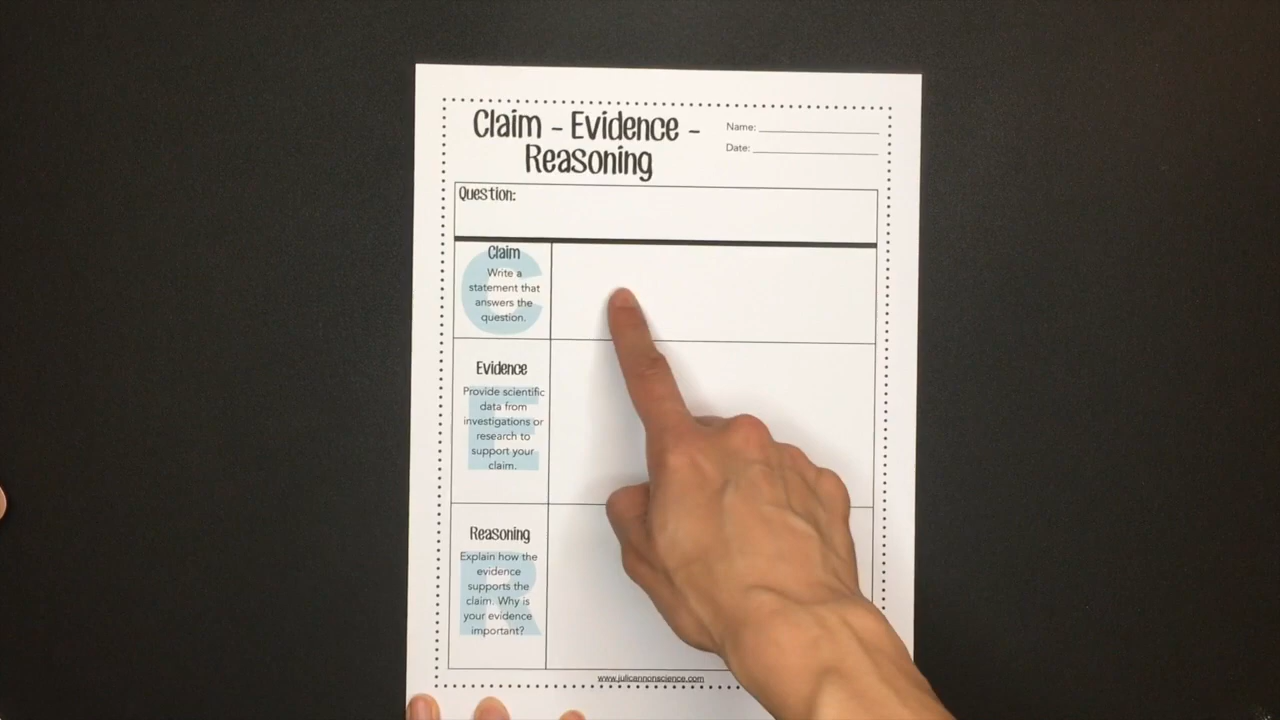 Claim - Evidence -
Reasoning
Name:
Date:
Question:
Claim
Write a
statement that
answers the
question.
Evidence
Provide scientific
data from
investigations or
research to
support your
claim.
Reasoning
Explain how the
evidence
supports the
claim. Why is
your evidence
important?
www.julicannonscience.com